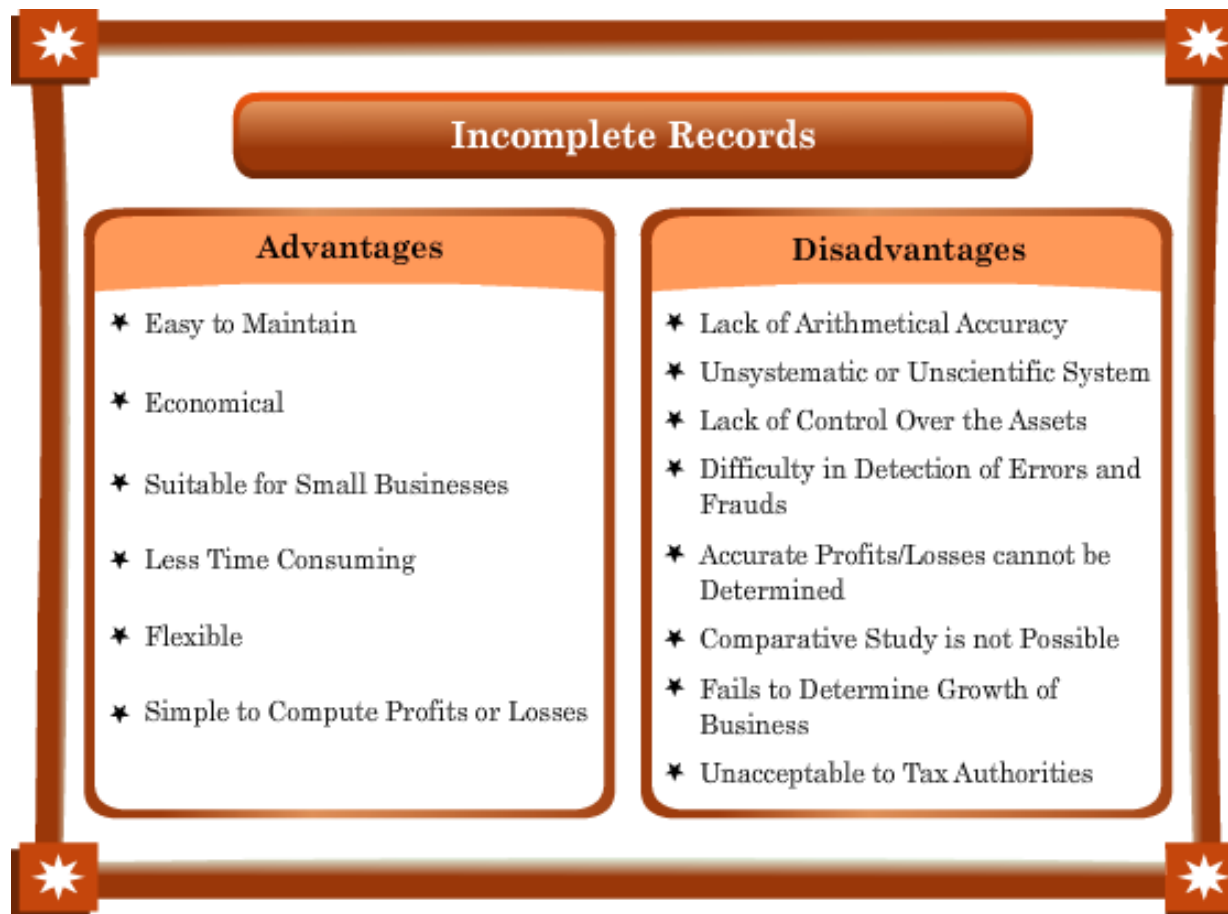 Incomplete Records
Advantages
Easy to Maintain
Economical
Suitable for Small Businesses
Less Time Consuming
Flexible
Simple to Compute Profits or Losses
Disadvantages
Lack of Arithmetical Accuracy
Unsystematic or Unscientific System
Lack of Control Over the Assets
Difficulty in Detection of Errors and
Frauds
Accurate Profits/Losses cannot be
Determined
Comparative Study is not Possible
Fails to Determine Growth of
Business
Unacceptable to Tax Authorities